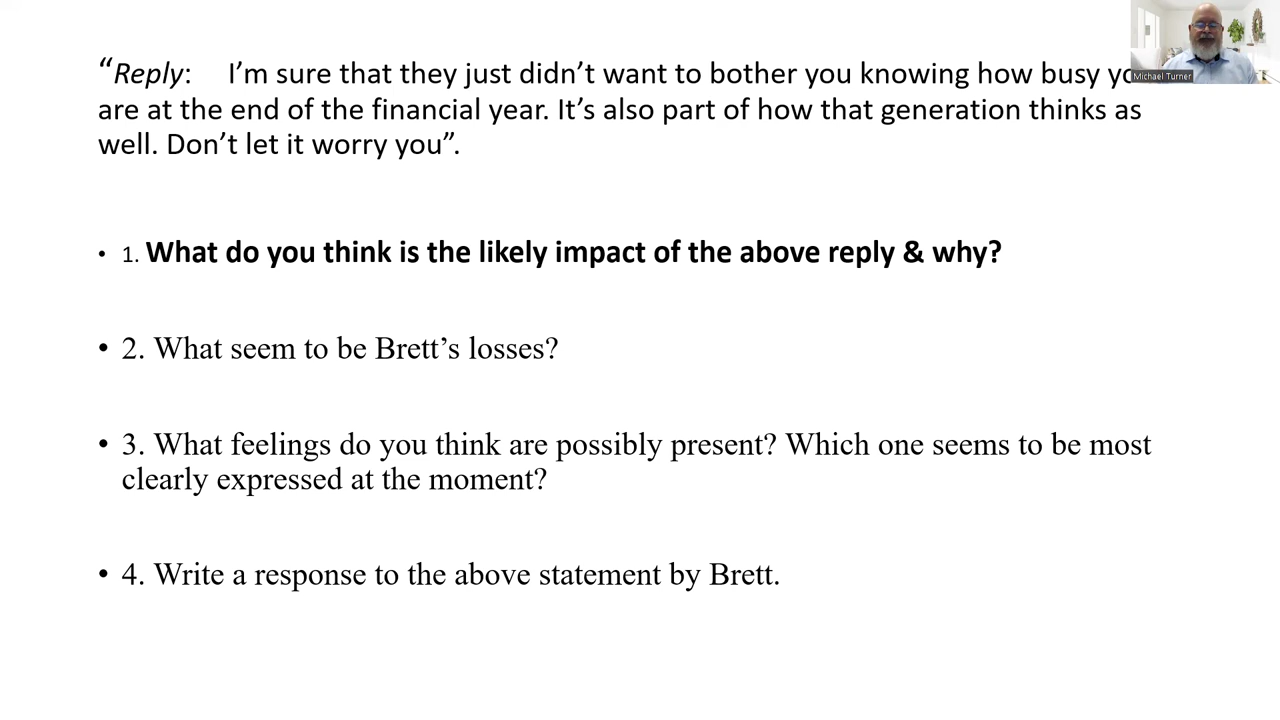 “Reply: I’m sure that they just didn’t want to bother you knowing how busy
are at the end of the financial year. It’s also part of how that generation thinks as
well. Don’t let it worry you”.
Michael Turner
• 1. What do you think is the likely impact of the above reply & why?
• 2. What seem to be Brett’s losses?
• 3. What feelings do you think are possibly present? Which one seems to be most
clearly expressed at the moment?
• 4. Write a response to the above statement by Brett.